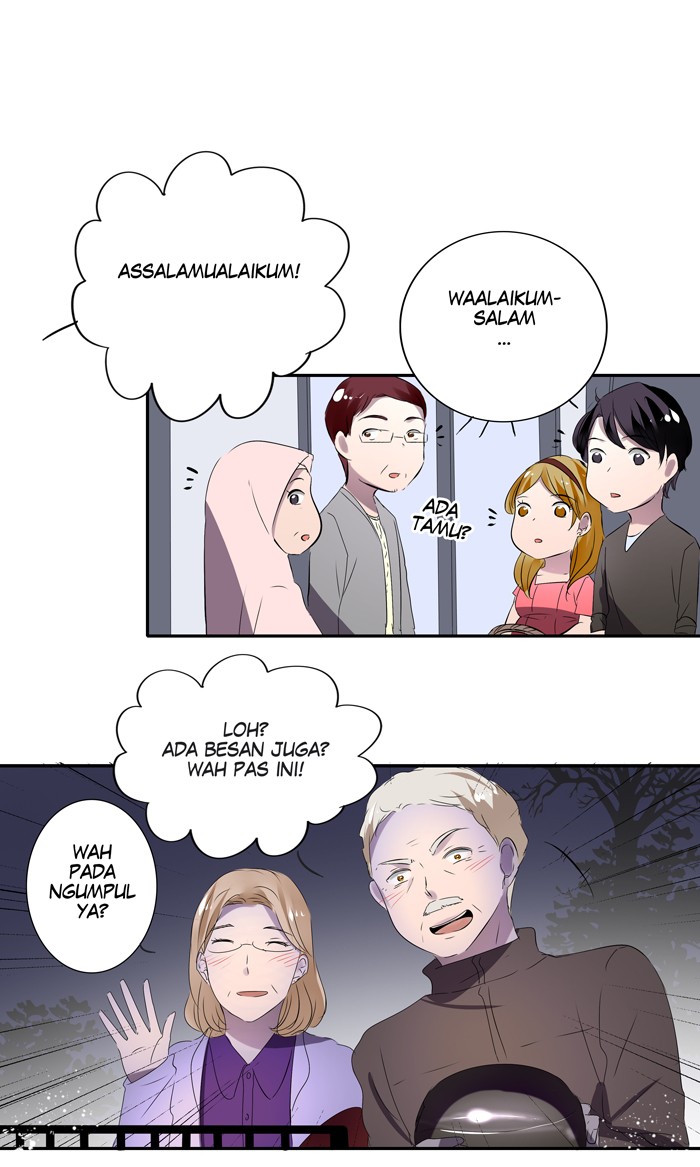 ASSALAMUALAIKUM!
WAALAIKUM-
SALAM
...
ADA
TAMU?
LOH?
ADA BESAN JUGA?
WAH PAS INI!
WAH
PADA
NGUMPUL
YA?